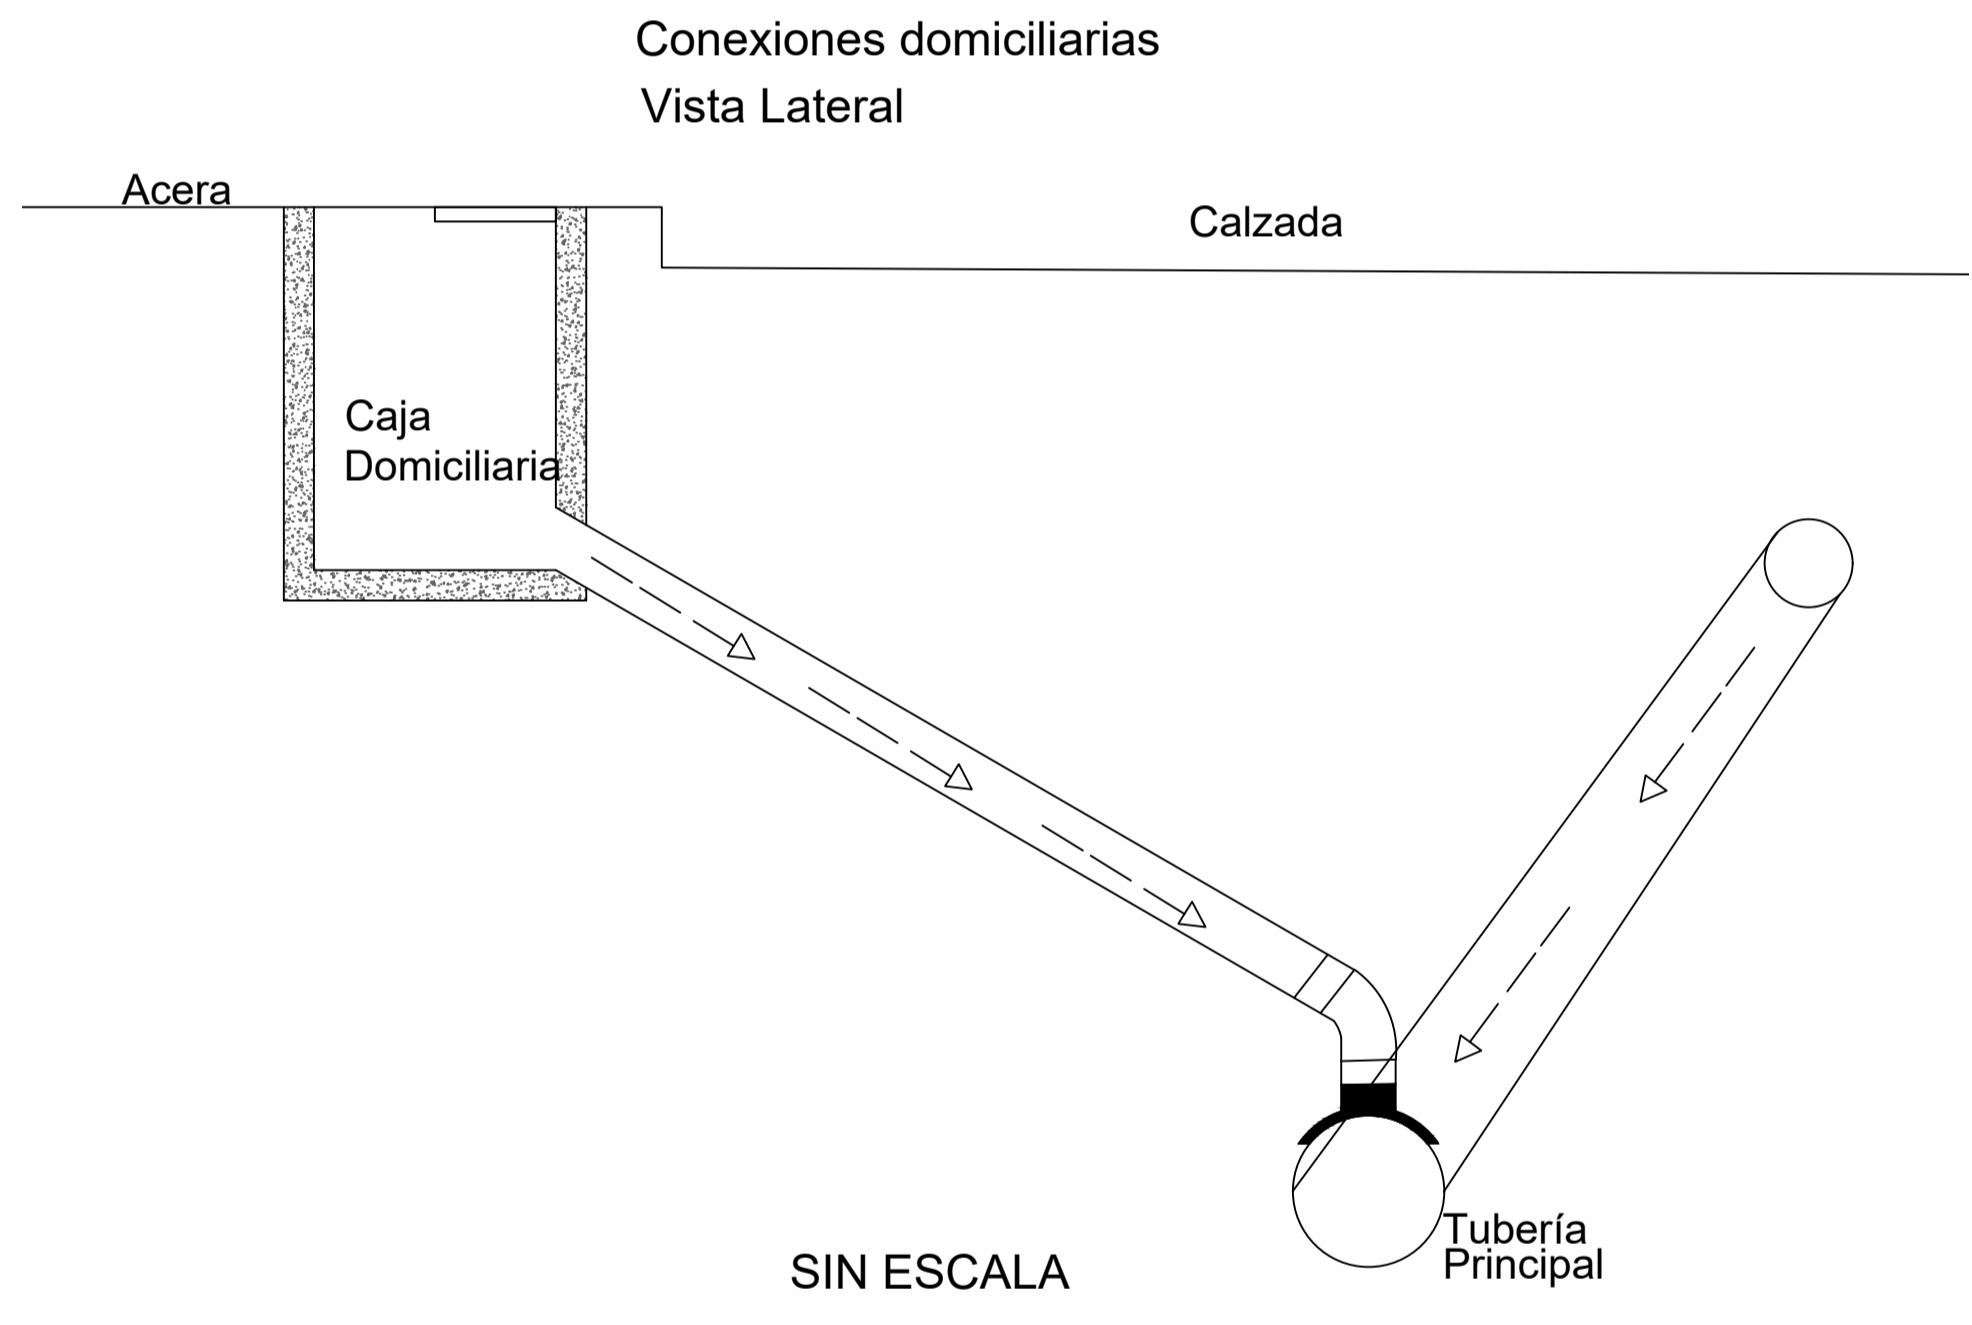 Conexiones domiciliarias
Vista Lateral
Acera
Calzada
Caja
Domiciliaria
Tubería
Principal
SIN ESCALA